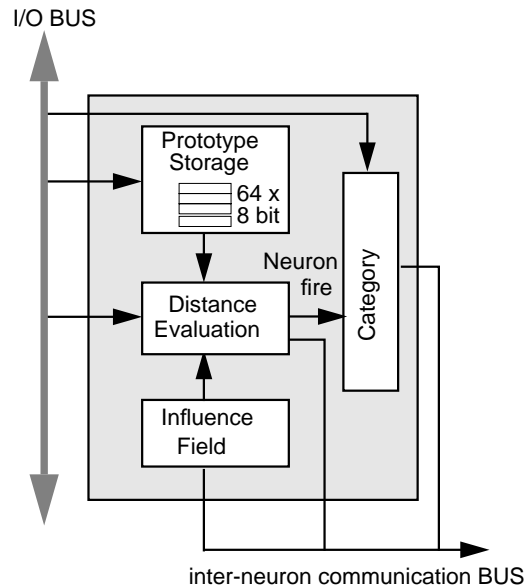 I/O BUS
Prototype
Storage
64 x
8 bit
Neuron
fire
Distance
Evaluation
Category
Influence
Field
inter-neuron communication BUS